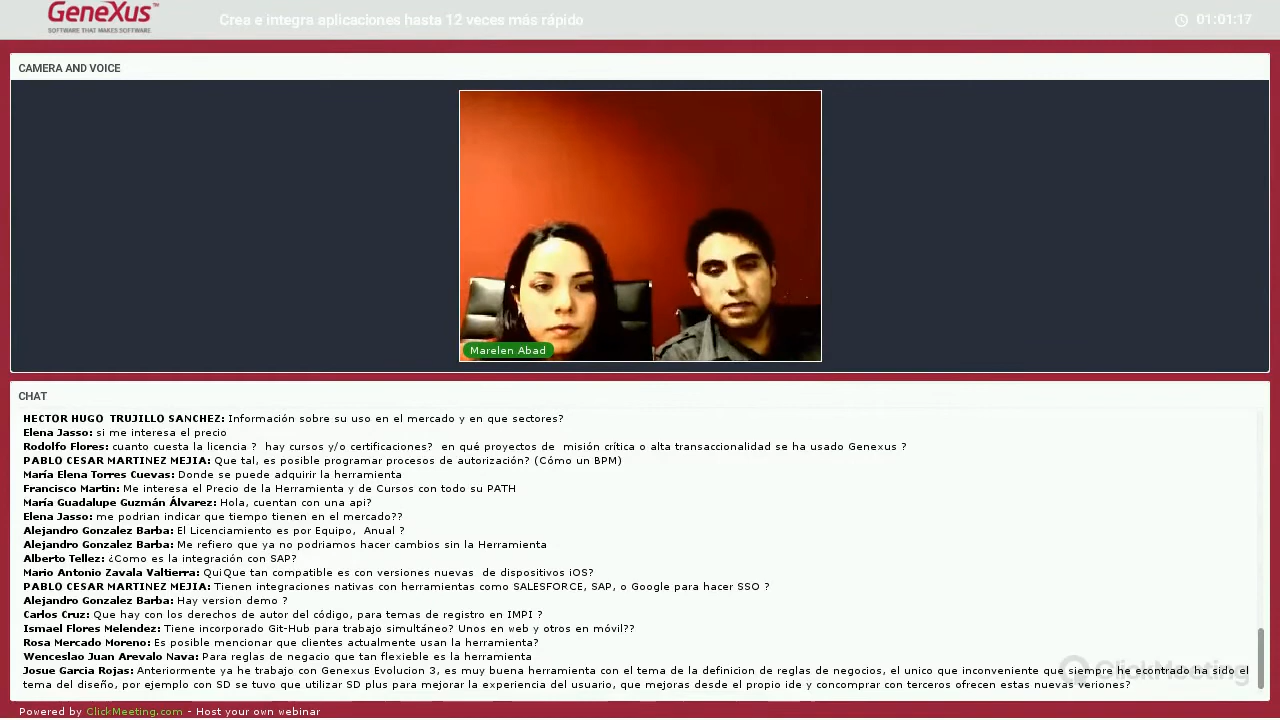 GeneXus™
SOFTWARE THAT MAKES SOFTWARE
Crea e integra aplicaciones hasta 12 veces más rápido
01:01:17
CAMERA AND VOICE
Marelen Abad
CHAT
HECTOR HUGO  TRUJILLO SANCHEZ: Información sobre su uso en el mercado y en que sectores?
Elena Jasso: si me interesa el precio
Rodolfo Flores: cuanto cuesta la licencia ?  hay cursos y/o certificaciones?  en qué proyectos de  misión crítica o alta transaccionalidad se ha usado Genexus ?
PABLO CESAR MARTINEZ MEJIA: Que tal, es posible programar procesos de autorización? (Cómo un BPM)
María Elena Torres Cuevas: Donde se puede adquirir la herramienta
Francisco Martin: Me interesa el Precio de la Herramienta y de Cursos con todo su PATH
María Guadalupe Guzmán Álvarez: Hola, cuentan con una api?
Elena Jasso: me podrian indicar que tiempo tienen en el mercado??
Alejandro Gonzalez Barba: El Licenciamiento es por Equipo,  Anual ?
Alejandro Gonzalez Barba: Me refiero que ya no podriamos hacer cambios sin la Herramienta
Alberto Tellez: ¿Como es la integración con SAP?
Mario Antonio Zavala Valtierra: QuiQue tan compatible es con versiones nuevas  de dispositivos iOS?
PABLO CESAR MARTINEZ MEJIA: Tienen integraciones nativas con herramientas como SALESFORCE, SAP, o Google para hacer SSO ?
Alejandro Gonzalez Barba: Hay version demo ?
Carlos Cruz: Que hay con los derechos de autor del código, para temas de registro en IMPI ?
Ismael Flores Melendez: Tiene incorporado Git-Hub para trabajo simultáneo? Unos en web y otros en móvil??
Rosa Mercado Moreno: Es posible mencionar que clientes actualmente usan la herramienta?
Wenceslao Juan Arevalo Nava: Para reglas de negacio que tan flexieble es la herramienta
Josue Garcia Rojas: Anteriormente ya he trabajo con Genexus Evolucion 3, es muy buena herramienta con el tema de la definicion de reglas de negocios, el unico que inconveniente que siempre he encontrado ha sido el
tema del diseño, por ejemplo con SD se tuvo que utilizar SD plus para mejorar la experiencia del usuario, que mejoras desde el propio ide y concomprar con terceros ofrecen estas nuevas veriones?
ClickMeeting
Powered by ClickMeeting.com - Host your own webinar